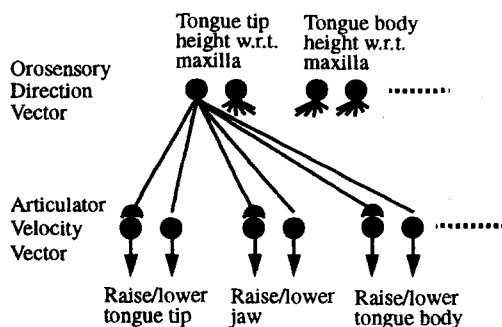 Tongue tip
height w.r.t.
maxilla
Tongue body
height w.r.t.
maxilla
Orosensory
Direction
Vector
Articulator
Velocity
Vector
Raise/lower
tongue tip
Raise/lower
jaw
Raise/lower
tongue body